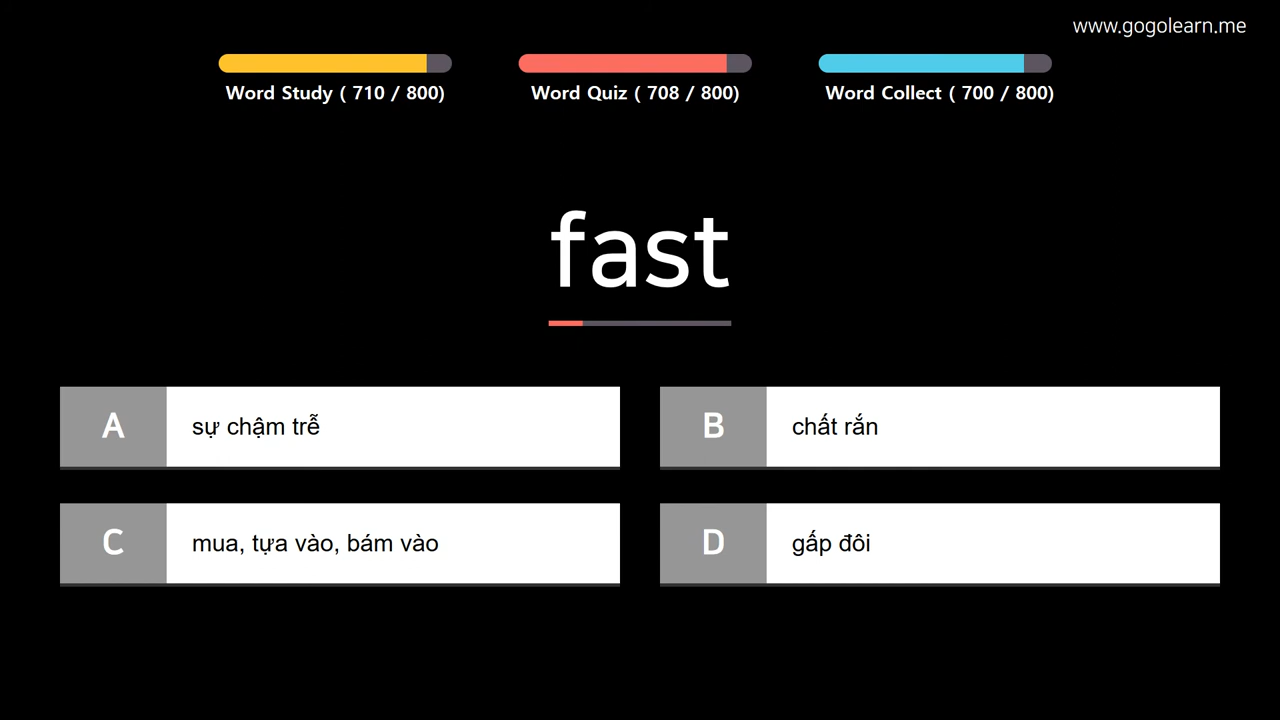 www.gogolearn.me
Word Study ( 710 / 800)
Word Quiz ( 708 / 800)
Word Collect ( 700 / 800)
fast
A
sự chậm trễ
B
chất rắn
C
mua, tựa vào, bám vào
D
gấp đôi